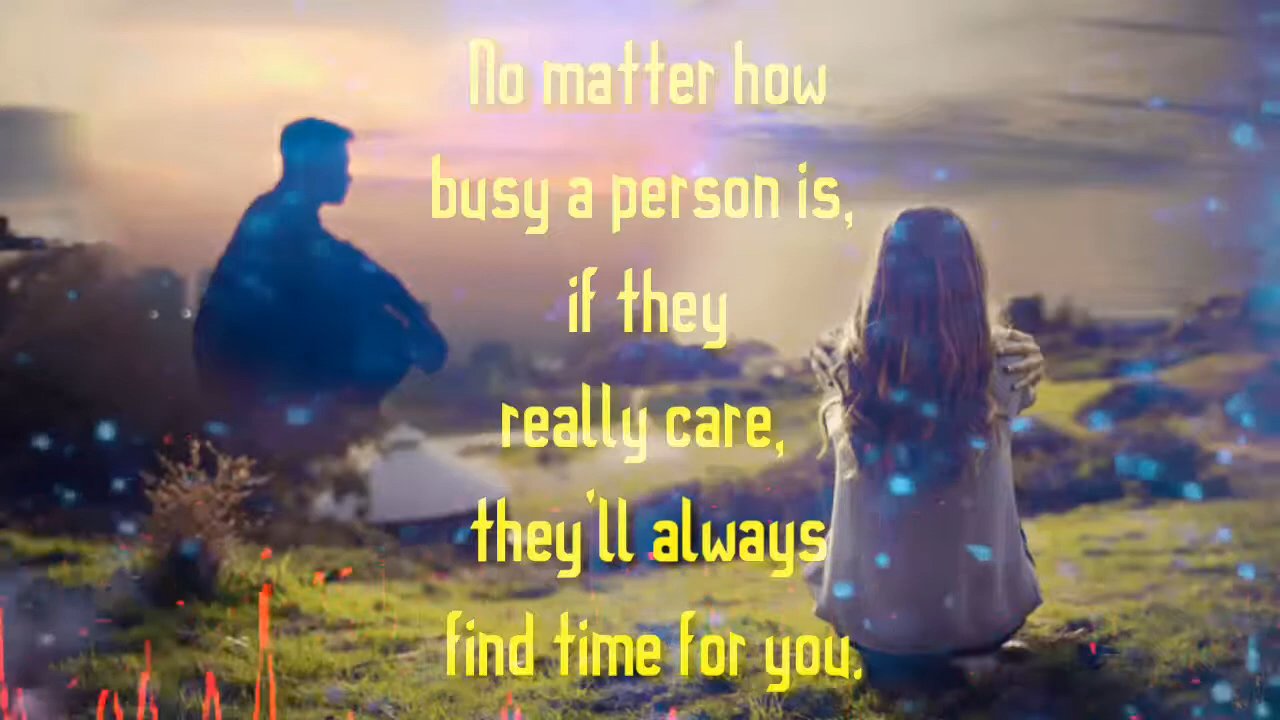 No matter how
busy a person is,
if they
really care,
they'll always
find time for you.